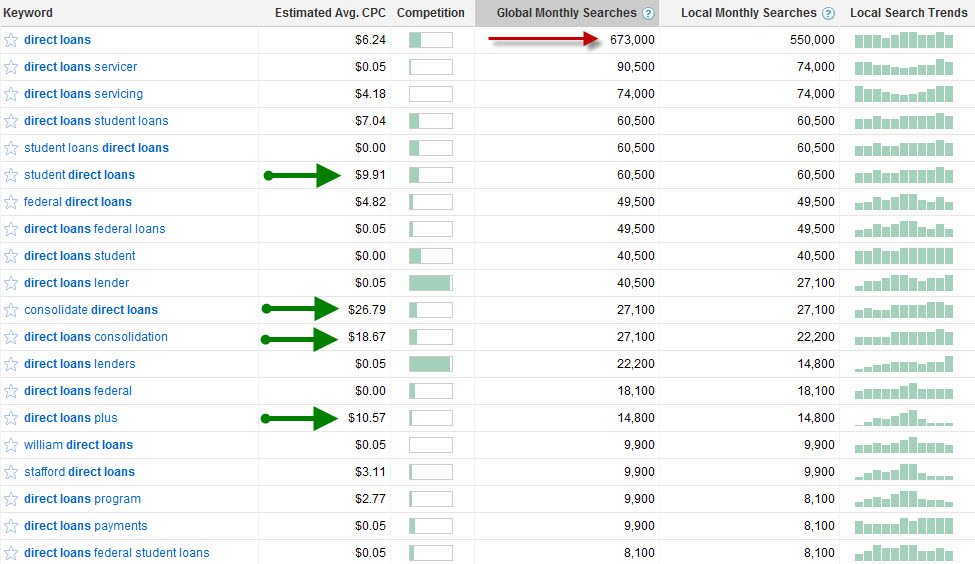 Keyword Estimated Avg. CPC Competition Global Monthly Searches ? Local Monthly Searches ? Local Search Trends
direct loans $6.24 673,000 550,000
direct loans servicer $0.05 90,500 74,000
direct loans servicing $4.18 74,000 74,000
direct loans student loans $7.04 60,500 60,500
student loans direct loans $0.00 60,500 60,500
student direct loans $9.91 60,500 60,500
federal direct loans $4.82 49,500 49,500
direct loans federal loans $0.05 49,500 49,500
direct loans student $0.00 40,500 40,500
direct loans lender $0.05 40,500 27,100
consolidate direct loans $26.79 27,100 27,100
direct loans consolidation $18.67 27,100 22,200
direct loans lenders $0.05 22,200 14,800
direct loans federal $0.00 18,100 18,100
direct loans plus $10.57 14,800 14,800
william direct loans $0.05 9,900 9,900
stafford direct loans $3.11 9,900 9,900
direct loans program $2.77 9,900 8,100
direct loans payments $0.05 9,900 8,100
direct loans federal student loans $0.05 8,100 8,100